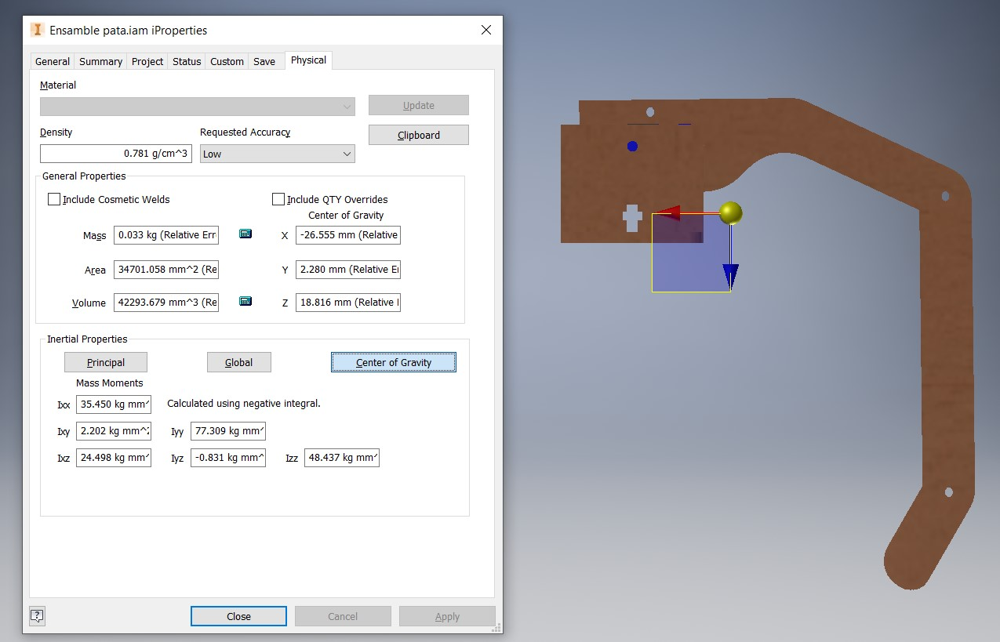 Ensamble pata.iam iProperties
General Summary Project Status Custom Save Physical
Material
Update
Density
Requested Accuracy
Clipboard
0.781 g/cm^3
Low
General Properties
Include Cosmetic Welds
Include QTY Overrides
Center of Gravity
Mass 0.033 kg (Relative Err
X -26.555 mm (Relative
Area 34701.058 mm^2 (Re
Y 2.280 mm (Relative E
Volume 42293.679 mm^3 (Re
Z 18.816 mm (Relative
Inertial Properties
Principal
Global
Center of Gravity
Mass Moments
Ixx 35.450 kg mm^
Calculated using negative integral.
Ixy 2.202 kg mm^2
Iyy 77.309 kg mm^
Ixz 24.498 kg mm^
Iyz -0.831 kg mm^
Izz 48.437 kg mm^
?
Close
Cancel
Apply